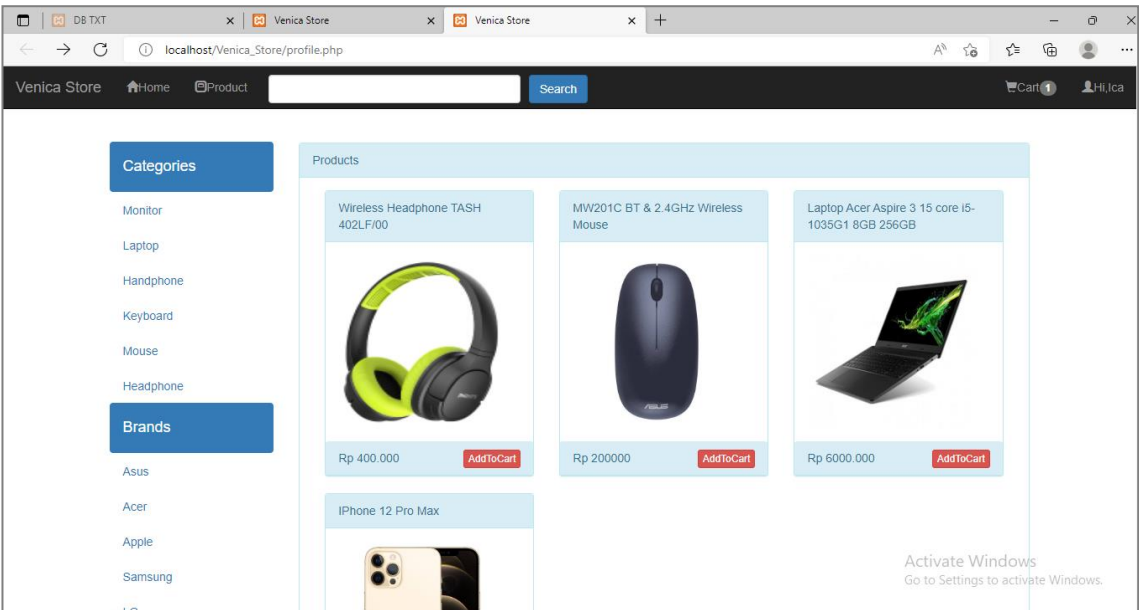 DB TXT
Venica Store
Venica Store
localhost/Venica_Store/profile.php
Venica Store Home Product Search Cart 1 Hi,Ica
Categories
Monitor
Laptop
Handphone
Keyboard
Mouse
Headphone
Brands
Asus
Acer
Apple
Samsung
Products
Wireless Headphone TASH
402LF/00
Rp 400.000 AddToCart
MW201C BT & 2.4GHz Wireless
Mouse
ASUS
Rp 200000 AddToCart
Laptop Acer Aspire 3 15 core i5-
1035G1 8GB 256GB
Rp 6000.000 AddToCart
IPhone 12 Pro Max
Activate Windows
Go to Settings to activate Windows.